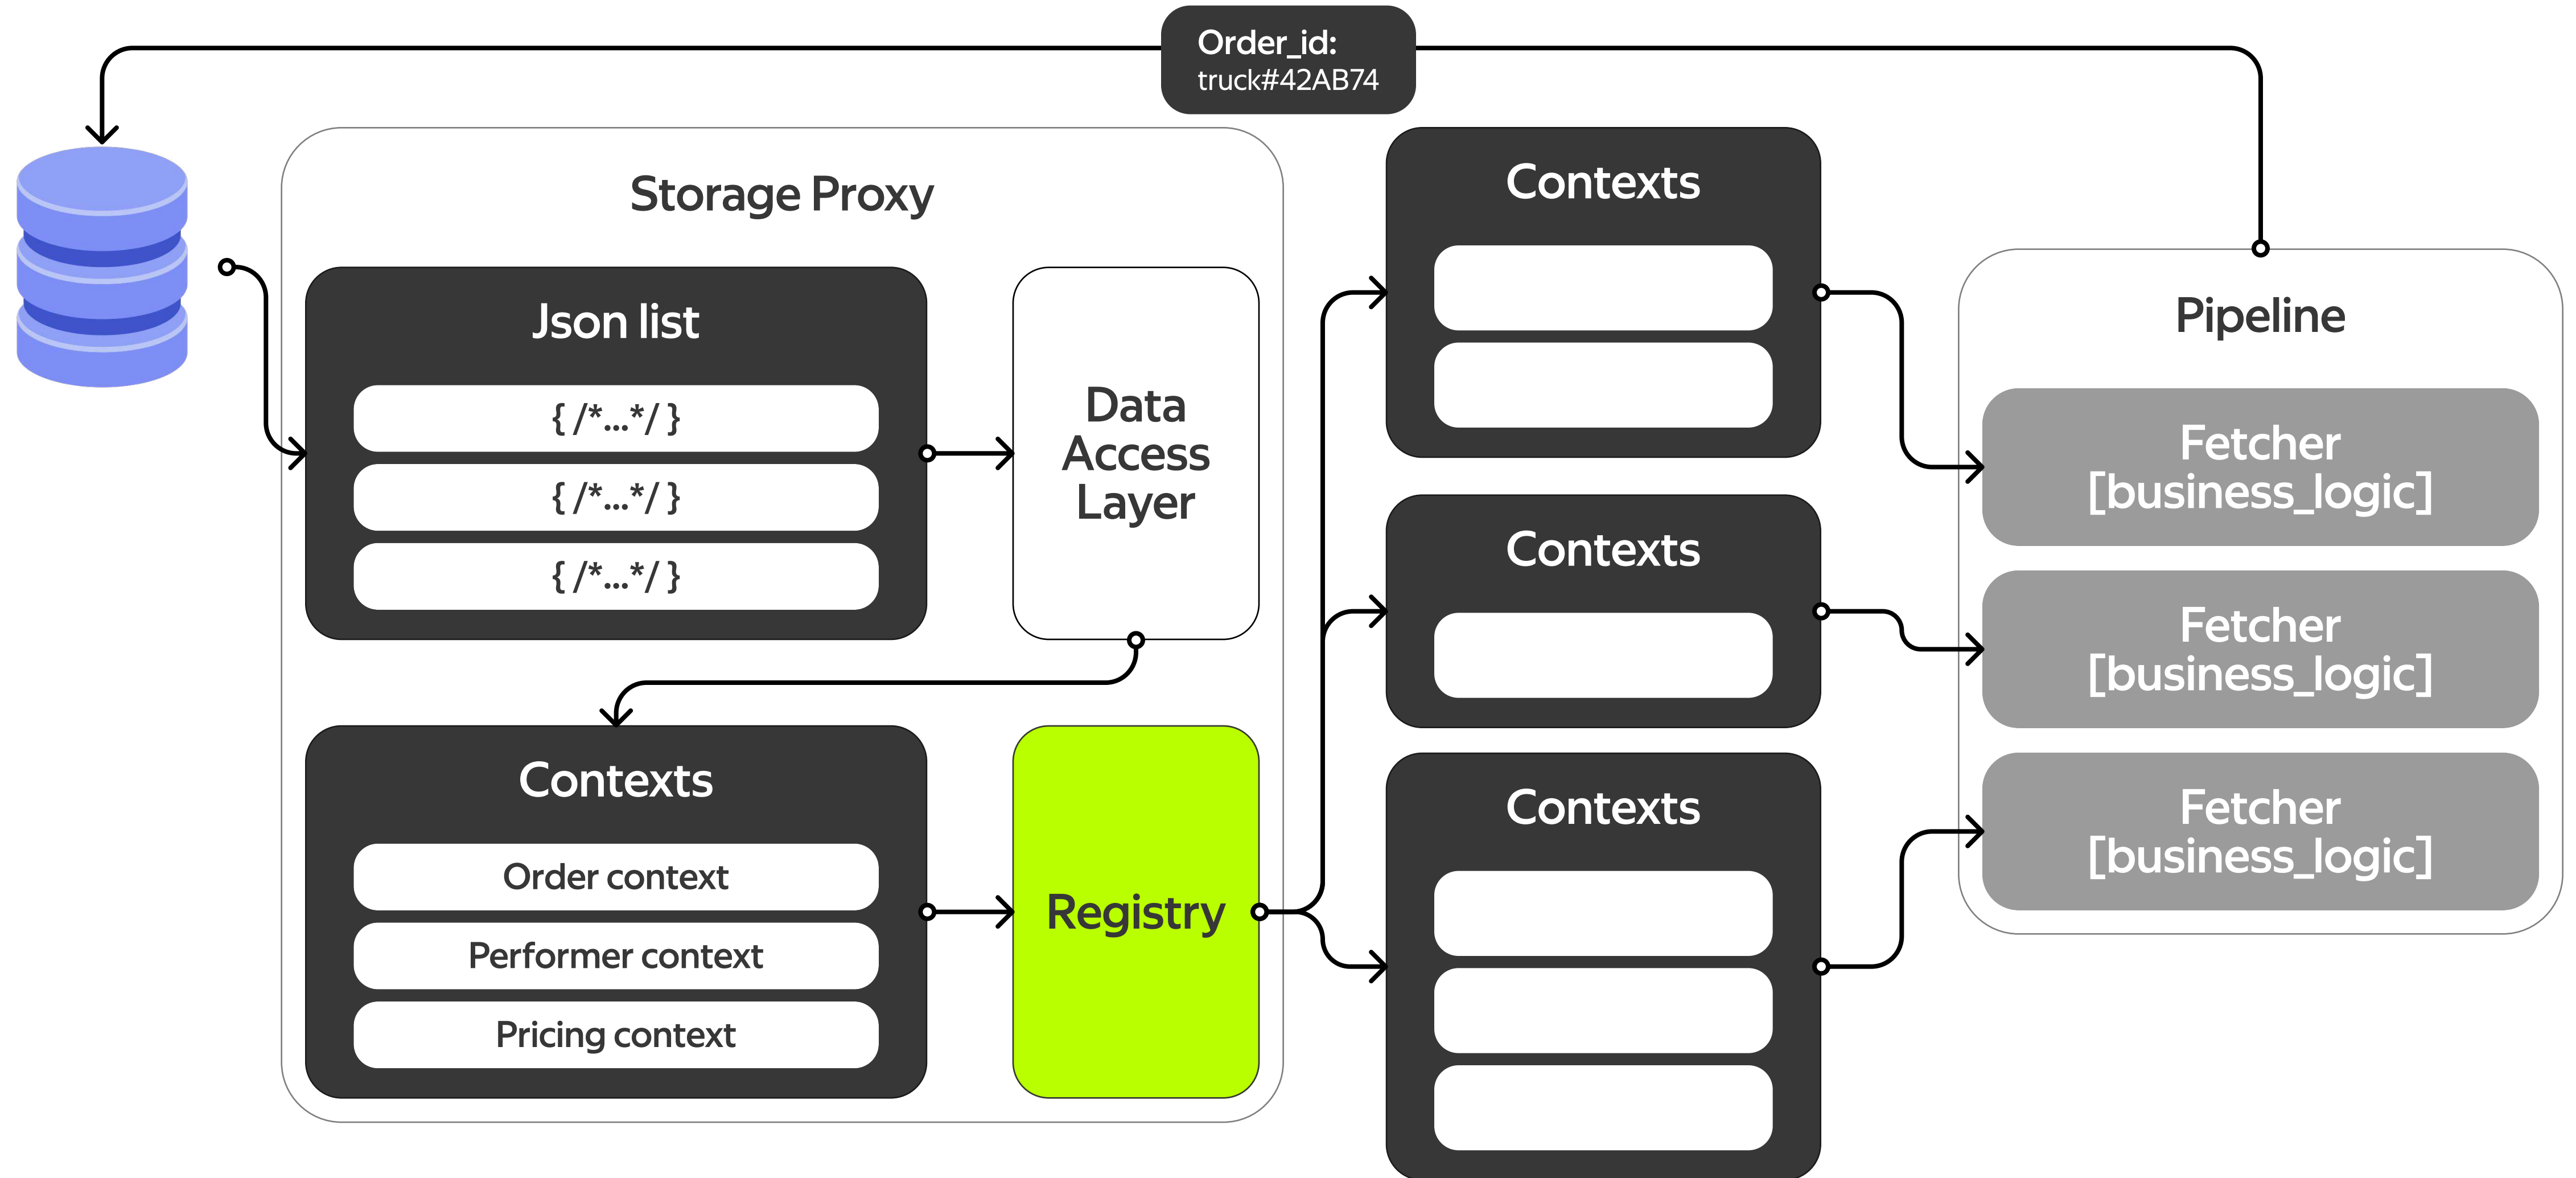 Order_id:
truck#42AB74
Storage Proxy
Json list
{ /*...*/ }
{ /*...*/ }
{ /*...*/ }
Data
Access
Layer
Contexts
Order context
Performer context
Pricing context
Registry
Contexts
Contexts
Contexts
Pipeline
Fetcher
[business_logic]
Fetcher
[business_logic]
Fetcher
[business_logic]